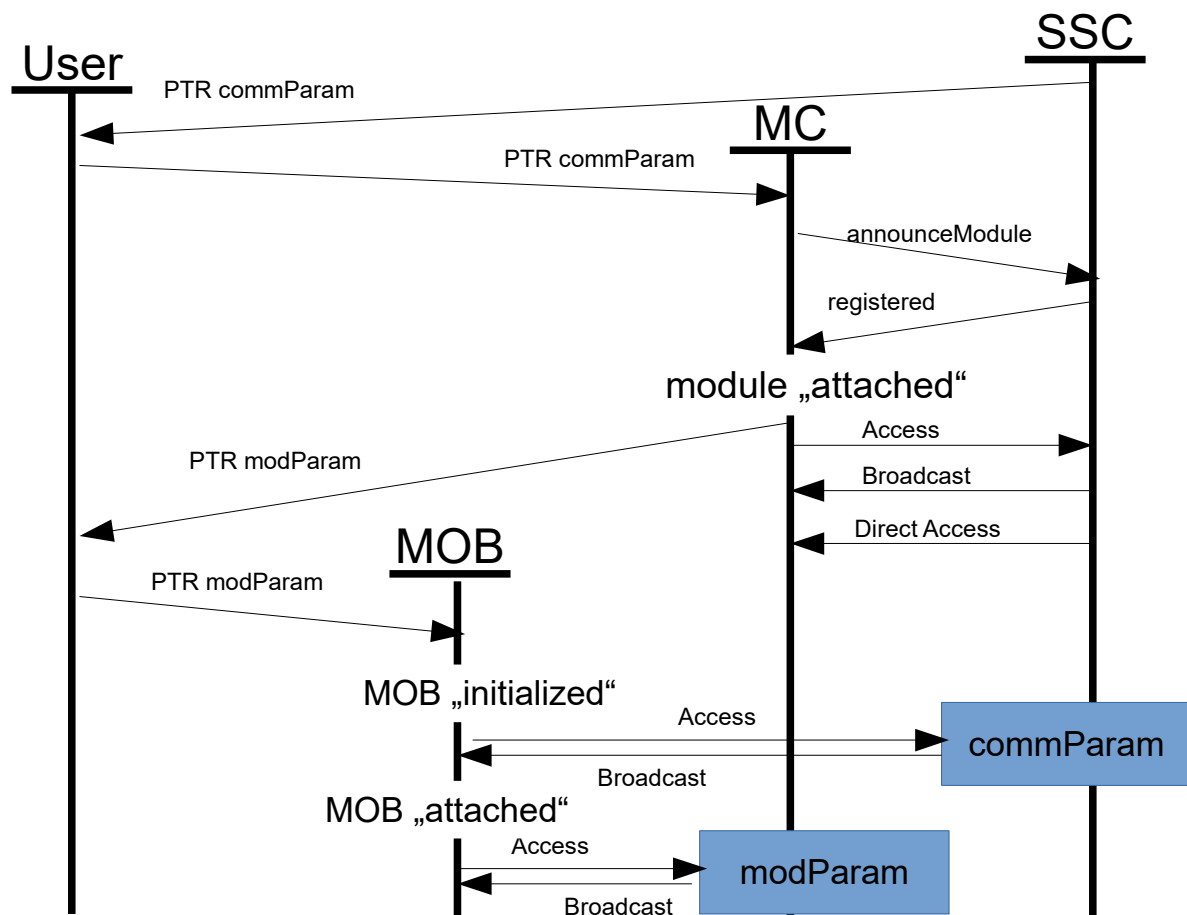 SSC
User
PTR commParam
MC
PTR commParam
announceModule
registered
module „attached“
Access
PTR modParam
Broadcast
Direct Access
MOB
PTR modParam
MOB „initialized“
Access
commParam
Broadcast
MOB „attached“
Access
modParam
Broadcast